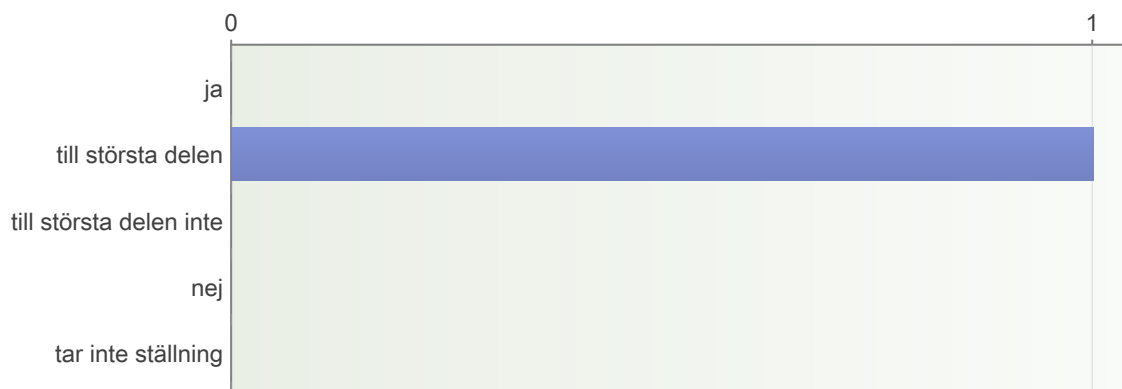 0 1
ja
till största delen
till största delen inte
nej
tar inte ställning